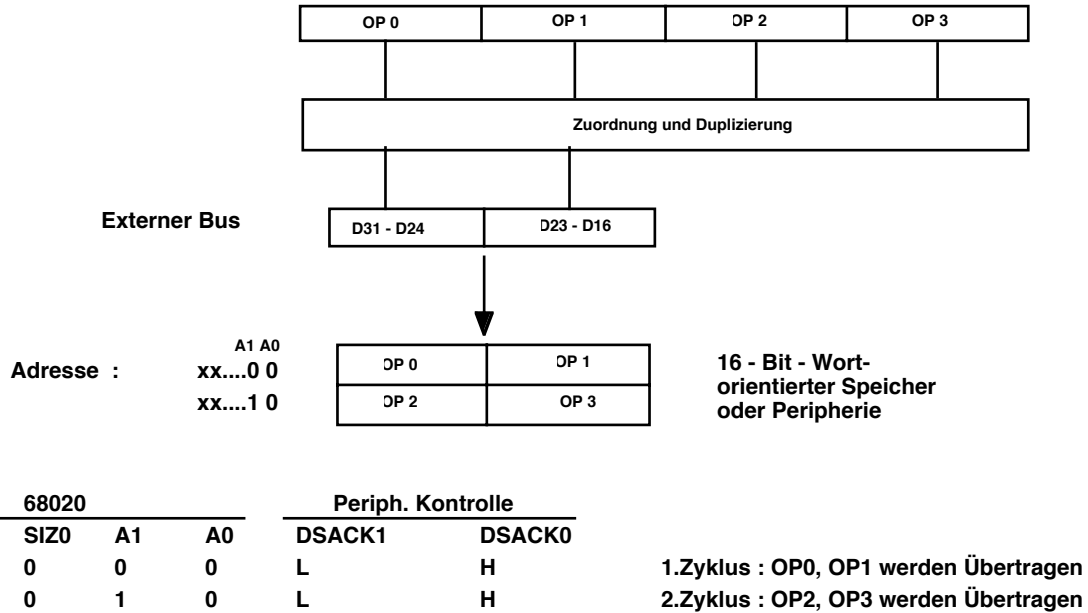 OP 0 OP 1 OP 2 OP 3
Zuordnung und Duplizierung
Externer Bus D31 - D24 D23 - D16
A1 A0
Adresse : xx....0 0 OP 0 OP 1
xx....1 0 OP 2 OP 3
16 - Bit - Wort-
orientierter Speicher
oder Peripherie
68020 Periph. Kontrolle
SIZ0 A1 A0 DSACK1 DSACK0
0 0 0 L H 1.Zyklus : OP0, OP1 werden Übertragen
0 1 0 L H 2.Zyklus : OP2, OP3 werden Übertragen